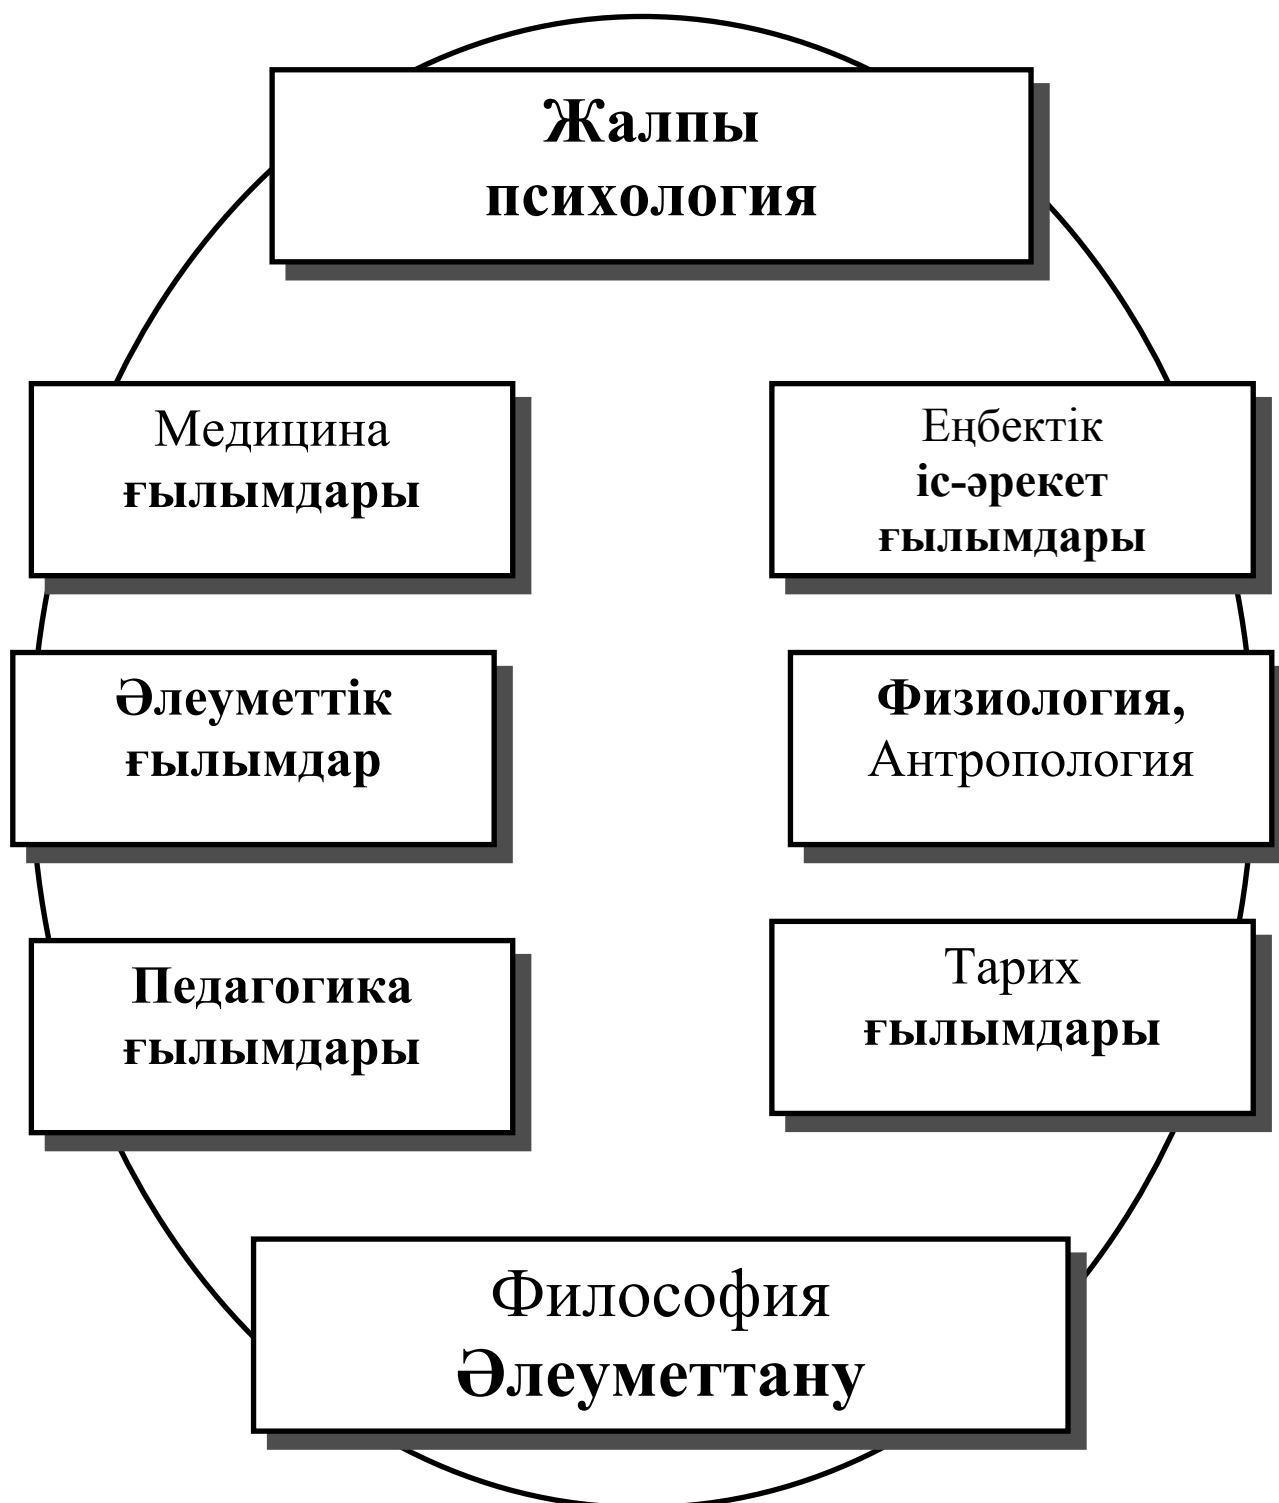 Жалпы
психология
Медицина
ғылымдары
Еңбектік
іс-әрекет
ғылымдары
Әлеуметтік
ғылымдар
Физиология,
Антропология
Педагогика
ғылымдары
Тарих
ғылымдары
Философия
Әлеуметтану